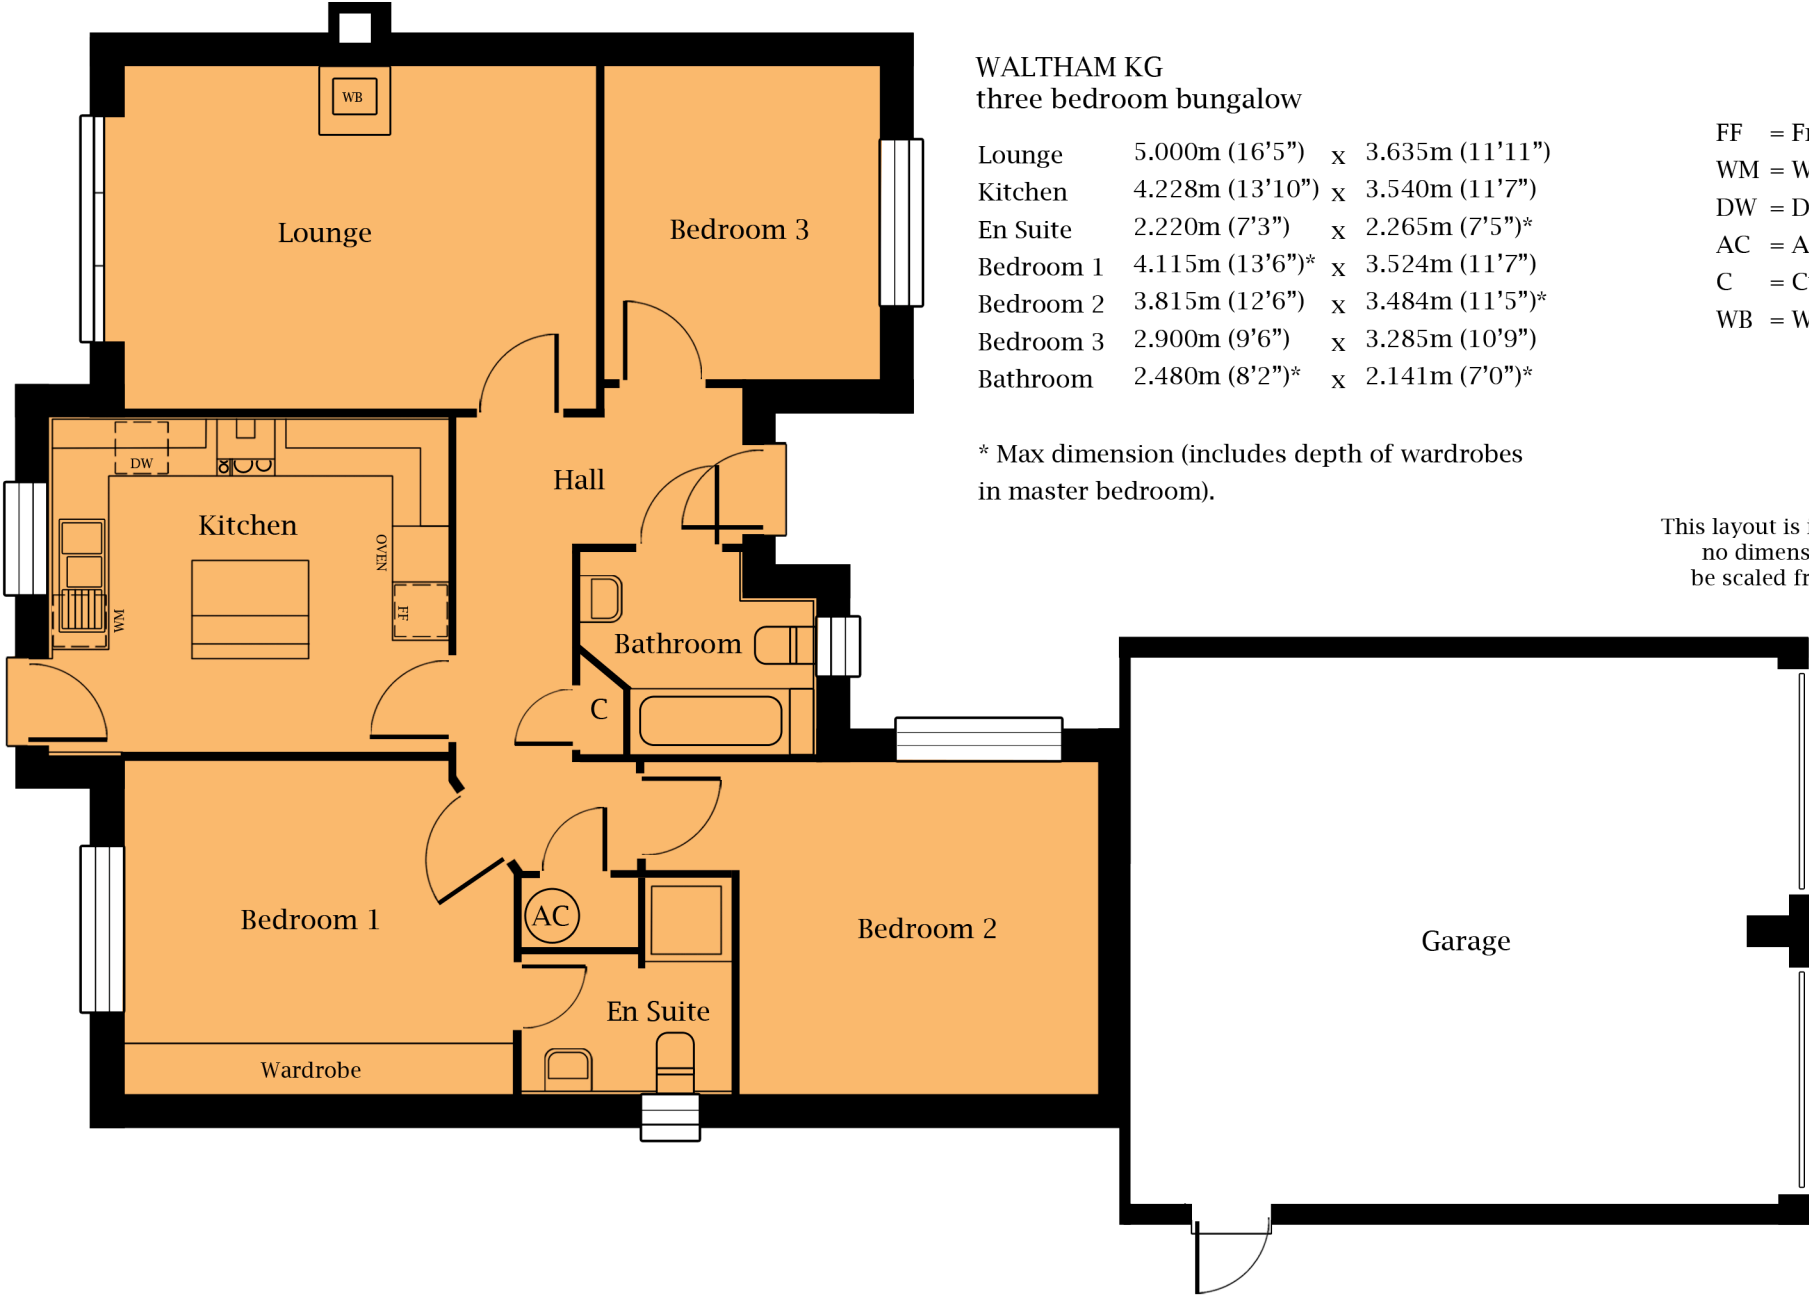 WALTHAM KG
three bedroom bungalow
Lounge 5.000m (16'5”) x 3.635m (11'11”)
Kitchen 4.228m (13'10”) x 3.540m (11'7”)
En Suite 2.220m (7'3”) x 2.265m (7'5”)*
Bedroom 1 4.115m (13'6”)* x 3.524m (11'7”)
Bedroom 2 3.815m (12'6”) x 3.484m (11'5”)*
Bedroom 3 2.900m (9'6”) x 3.285m (10'9”)
Bathroom 2.480m (8'2”)* x 2.141m (7'0”)*
* Max dimension (includes depth of wardrobes
in master bedroom).
FF =
WM =
DW =
AC =
C =
WB =
This layout is
no
be scaled
WB
Lounge
Bedroom 3
DW
Hall
Kitchen
OVEN
FF
WM
Bathroom
C
Bedroom 1
AC
Bedroom 2
En Suite
Wardrobe
Garage